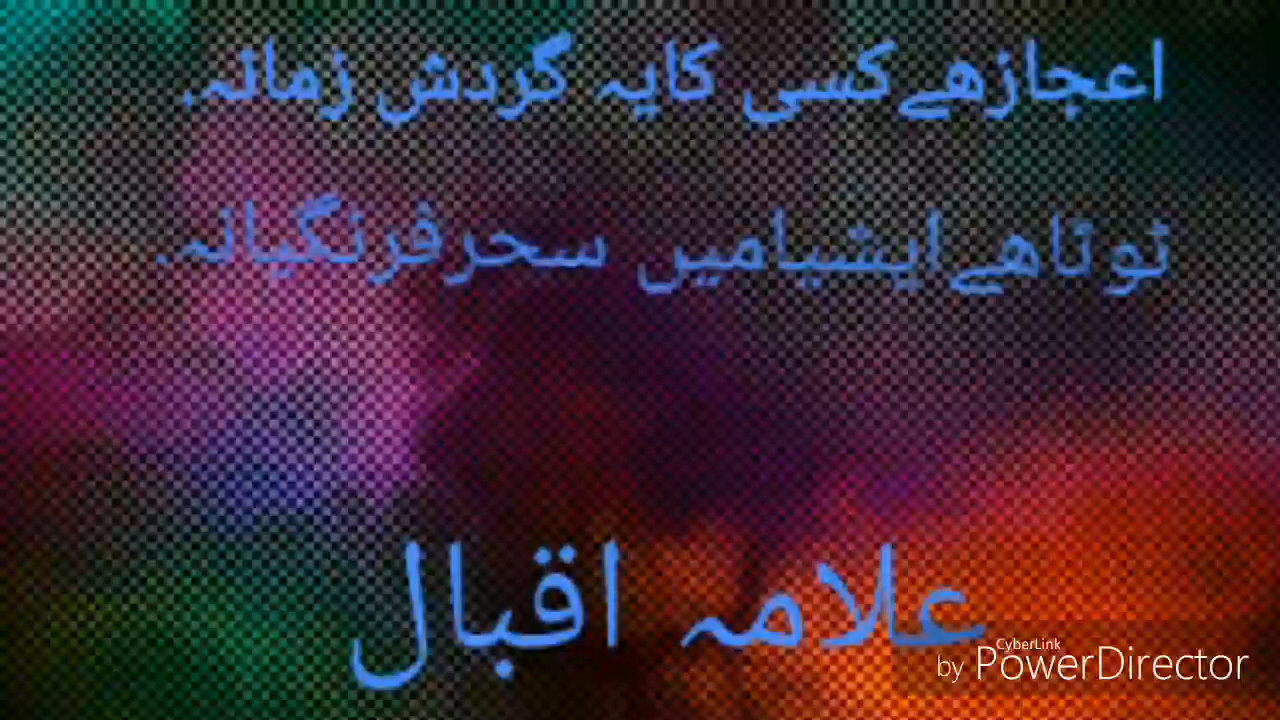 اعجازھے کسی کایہ گردش زمانہ.
ٹوٹاھے ایشیامیں سحرفرنگیانہ.
علامہ اقبال
CyberLink
by PowerDirector